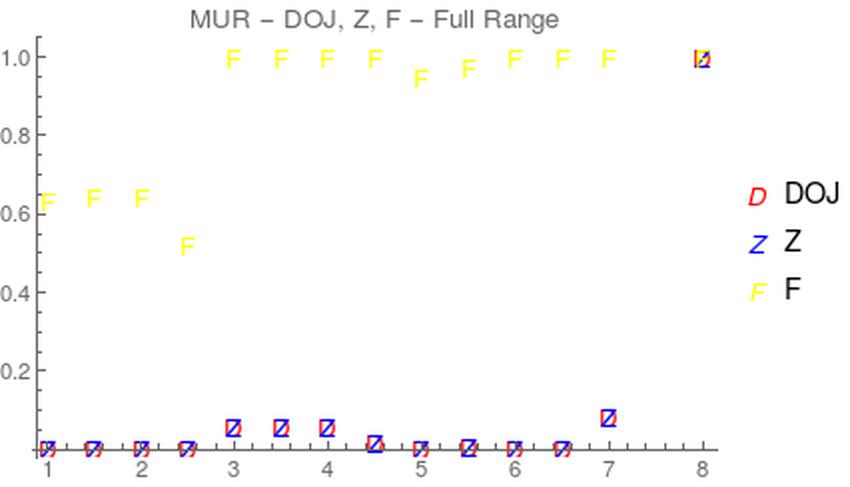 MUR – DOJ, Z, F – Full Range
1.0
F F F F F F F F F
D Z F
0.8
F F F
0.6
F
0.4
0.2
D Z D Z D Z D Z D Z D Z D Z D Z D Z D Z D Z D Z D Z
1 2 3 4 5 6 7 8
D DOJ
Z Z
F F